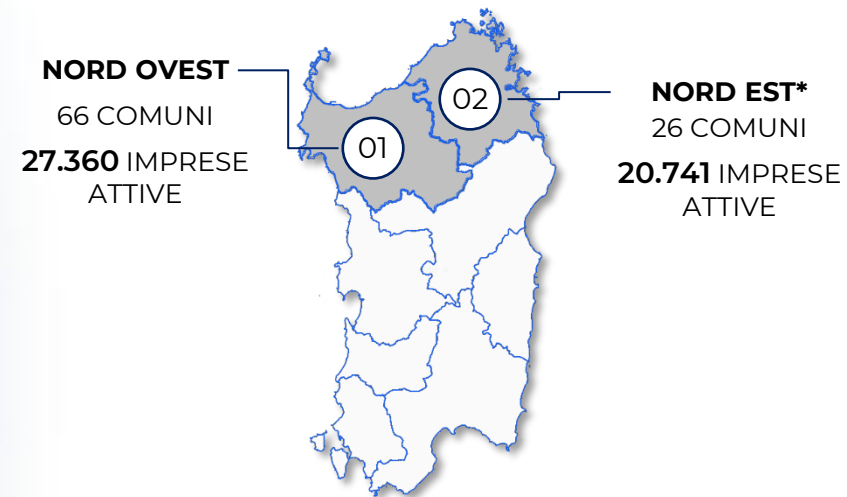 NORD OVEST
66 COMUNI
27.360 IMPRESE
ATTIVE
01
02
NORD EST*
26 COMUNI
20.741 IMPRESE
ATTIVE